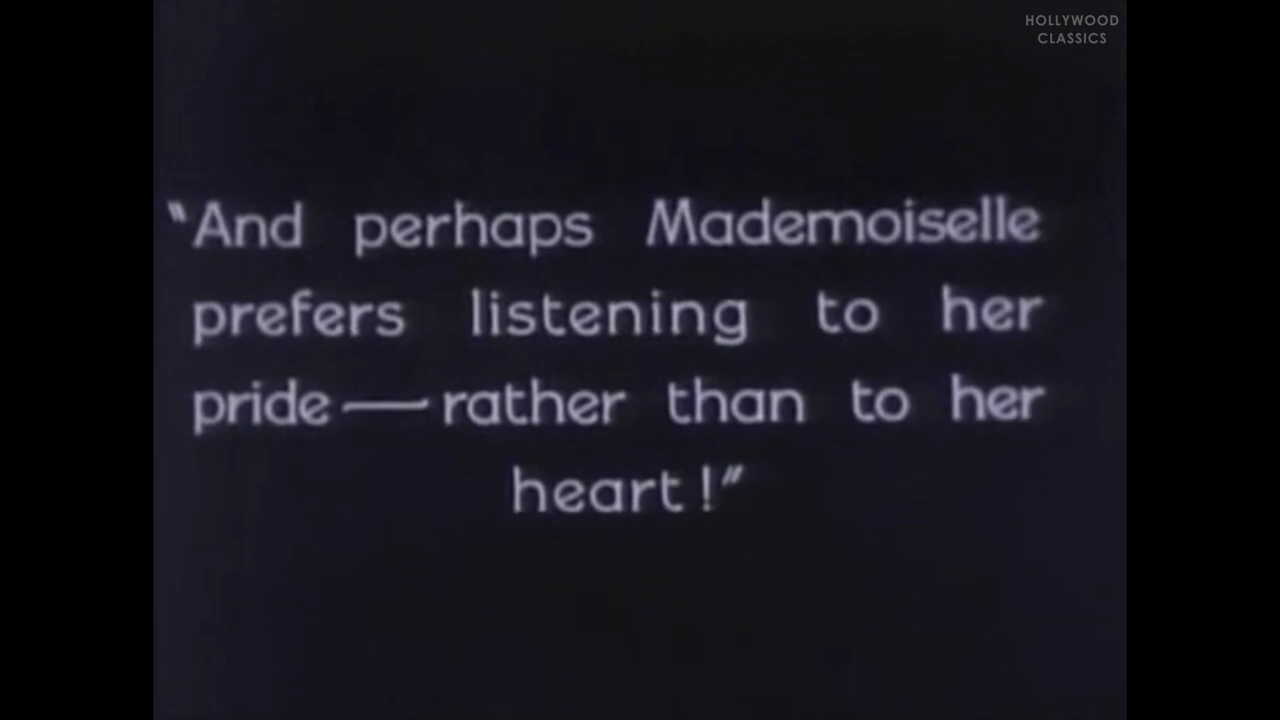 HOLLYWOOD
CLASSICS
"And perhaps Mademoiselle
prefers listening to her
pride—rather than to her
heart!"